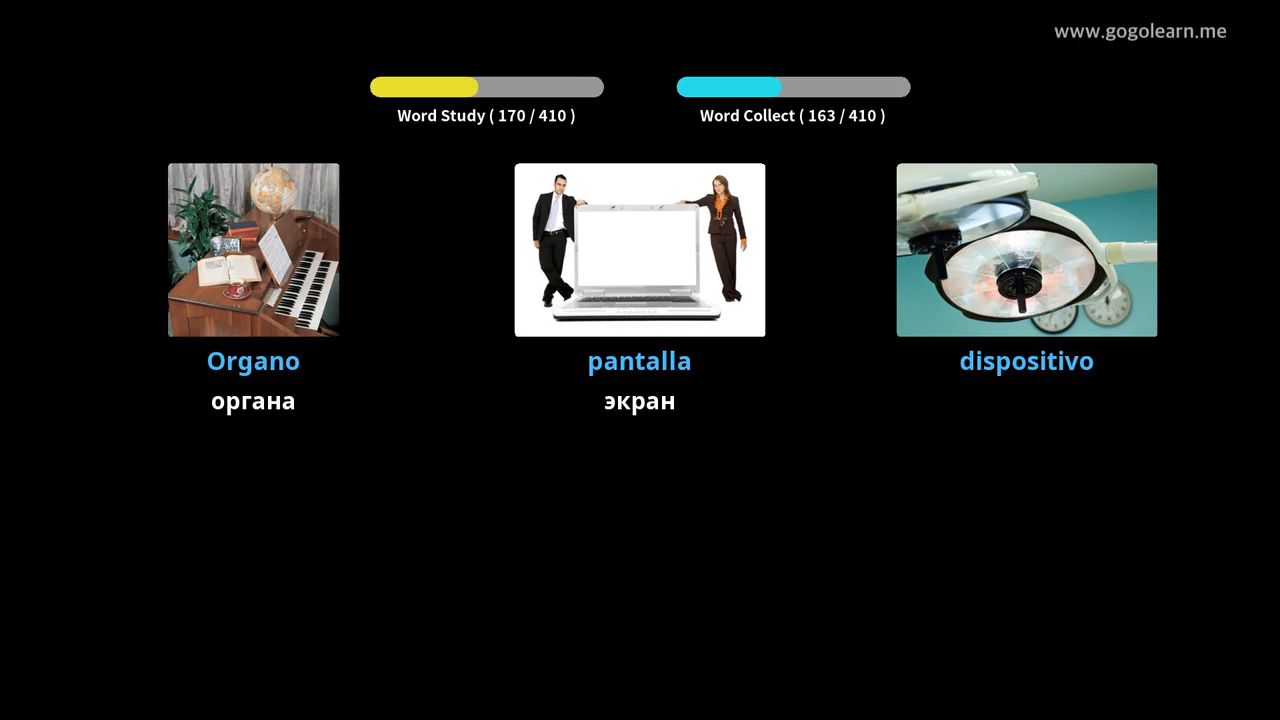 www.gogolearn.me
Word Study ( 170 / 410 )
Word Collect ( 163 / 410 )
Organo
органа
pantalla
экран
dispositivo